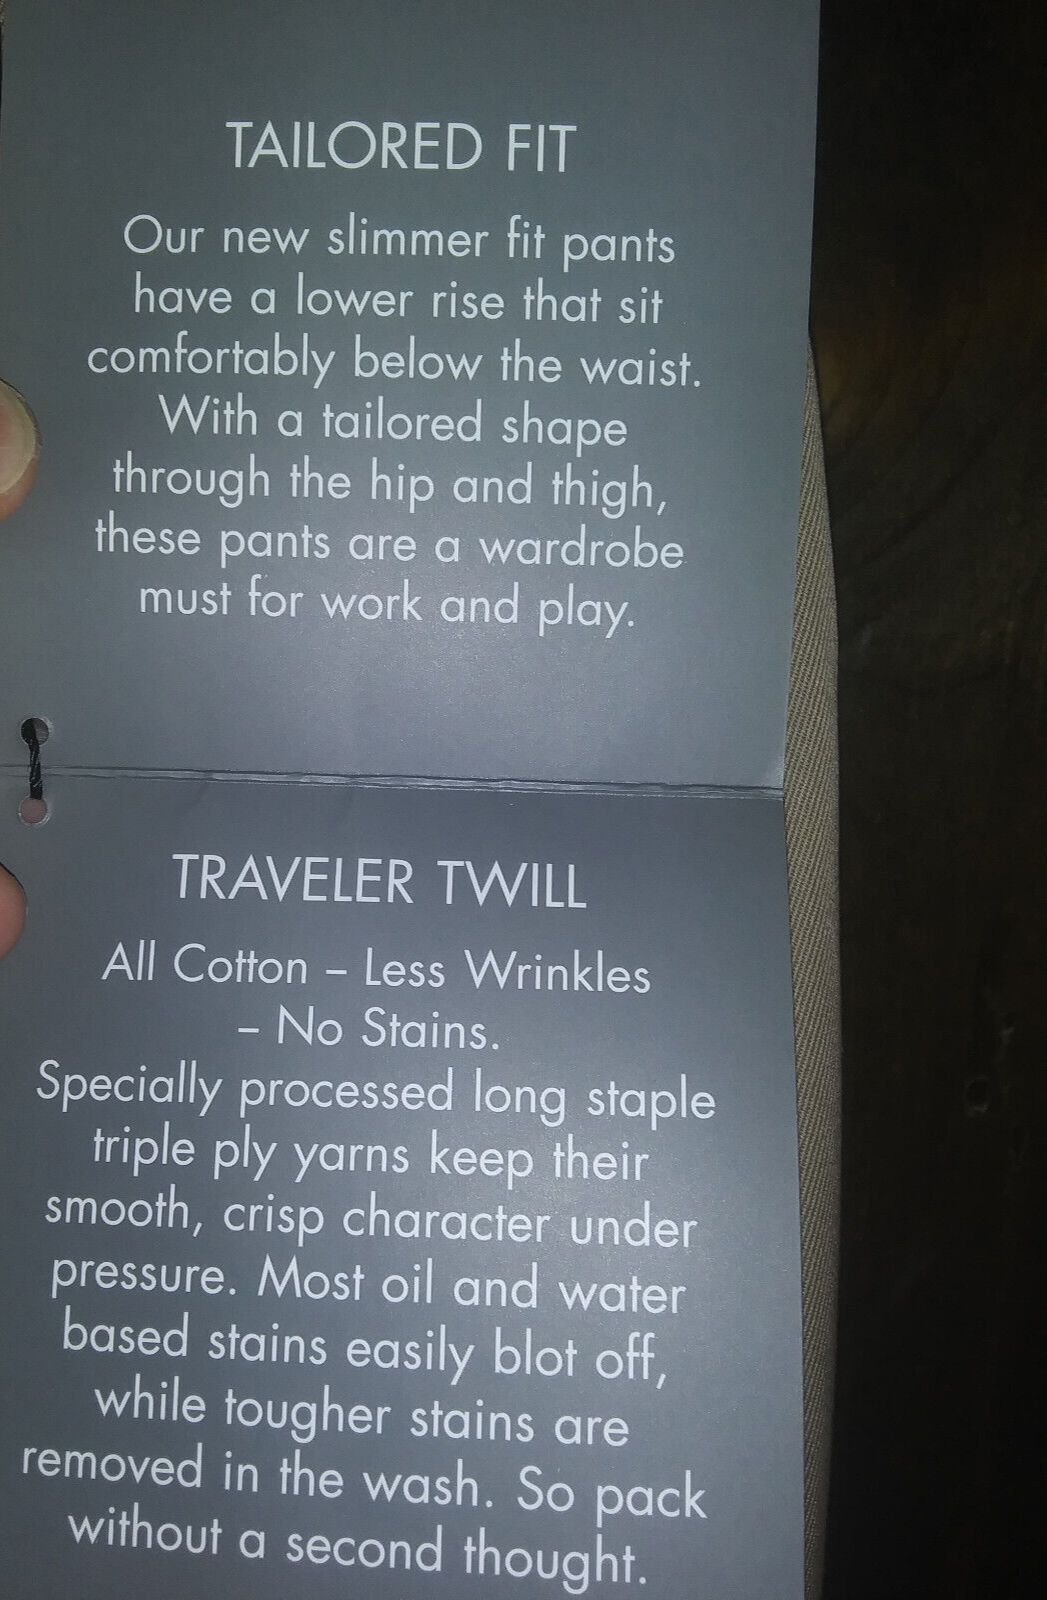 TAILORED FIT
Our new slimmer fit pants
have a lower rise that sit
comfortably below the waist.
With a tailored shape
through the hip and thigh,
these pants are a wardrobe
must for work and play.
TRAVELER TWILL
All Cotton – Less Wrinkles
– No Stains.
Specially processed long staple
triple ply yarns keep their
smooth, crisp character under
pressure. Most oil and water
based stains easily blot off,
while tougher stains are
removed in the wash. So pack
without a second thought.